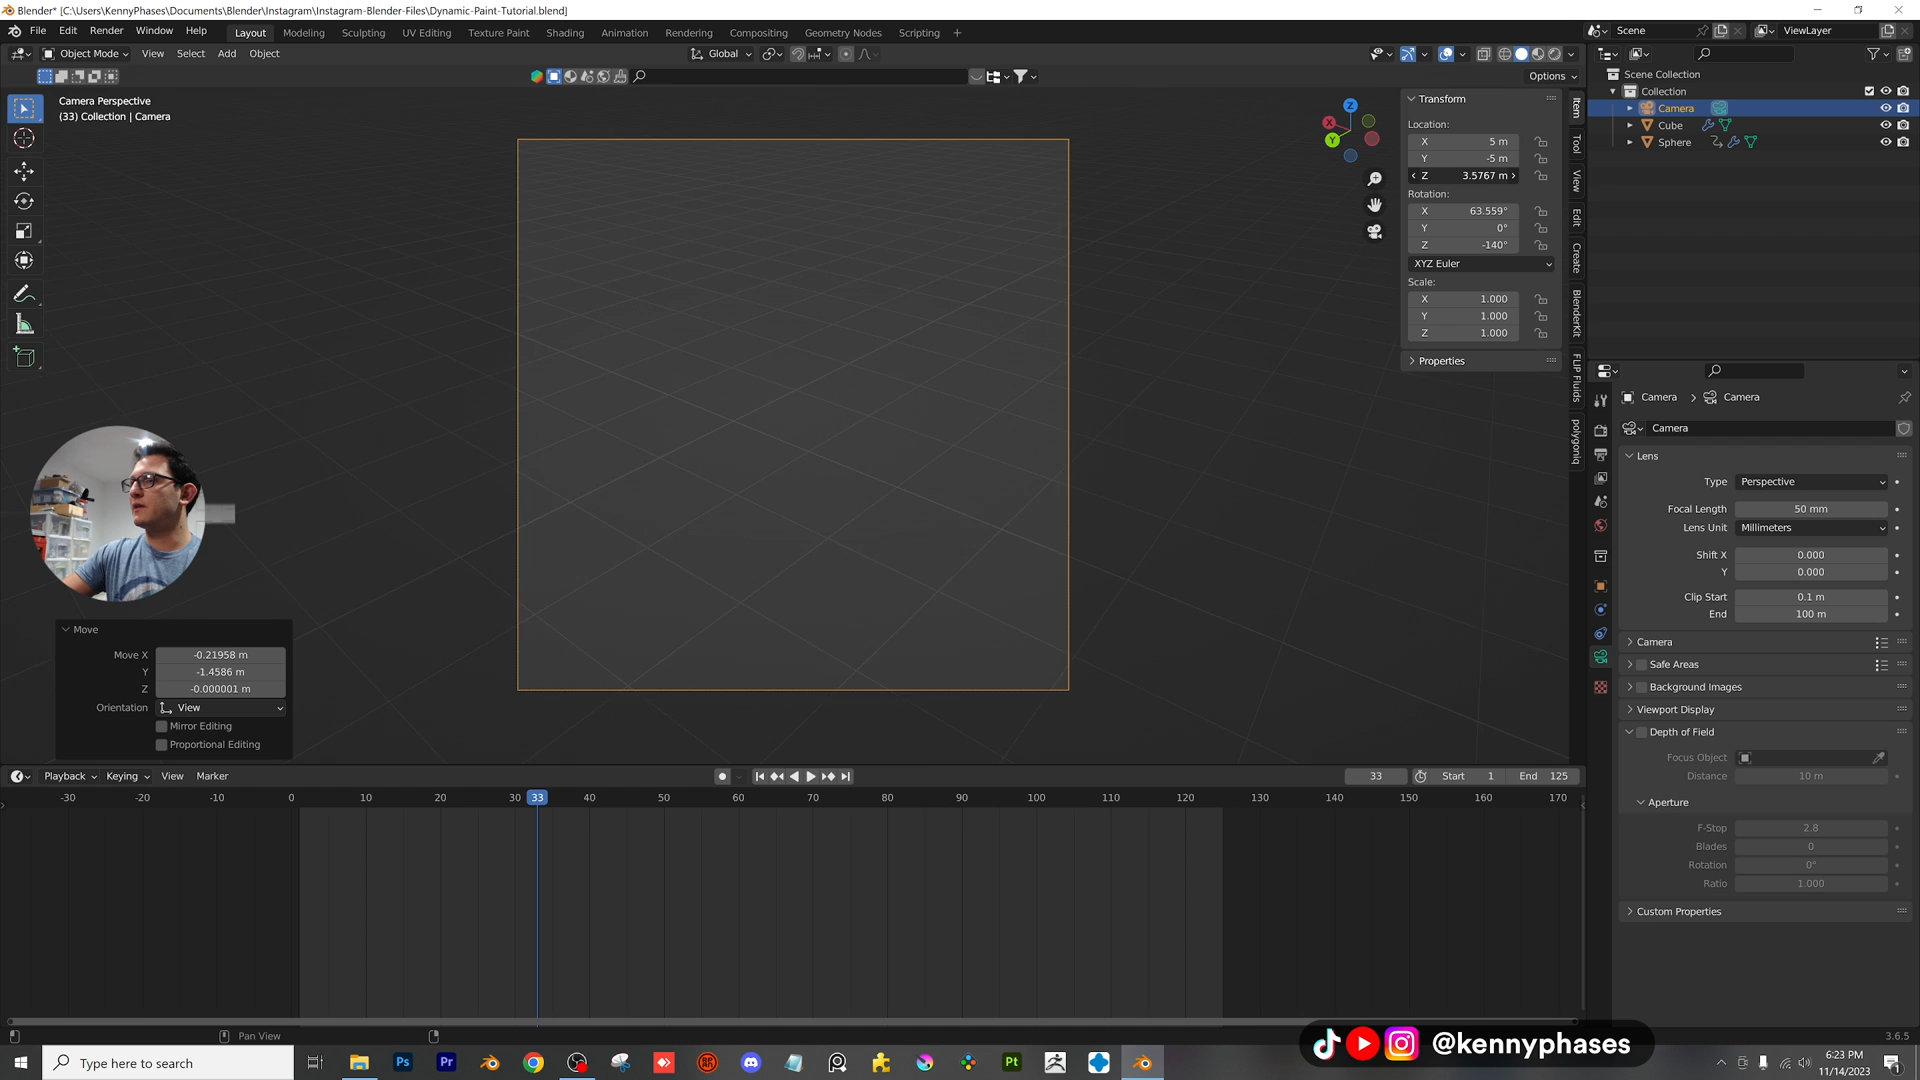 Blender* [C:\Users\KennyPhases\Documents\Blender\Instagram\Instagram-Blender-Files\Dynamic-Paint-Tutorial.blend]
File Edit Render Window Help Layout Modeling Sculpting UV Editing Texture Paint Shading Animation Rendering Compositing Geometry Nodes Scripting + Scene ViewLayer
Object Mode View Select Add Object Global
Options
Camera Perspective
(33) Collection | Camera
Z
X
Y
Transform
Location:
X 5 m
Y -5 m
Z 3.5767 m
Rotation:
X 63.559°
Y 0°
Z -140°
XYZ Euler
Scale:
X 1.000
Y 1.000
Z 1.000
Properties
Item
Tool
View
Edit
Create
BlenderKit
FLIP Fluids
polygoniq
Scene Collection
Collection
Camera
Cube
Sphere
Camera > Camera
Camera
Lens
Type Perspective
Focal Length 50 mm
Lens Unit Millimeters
Shift X 0.000
Y 0.000
Clip Start 0.1 m
End 100 m
Camera
Safe Areas
Background Images
Viewport Display
Depth of Field
Focus Object
Distance 10 m
Aperture
F-Stop 2.8
Blades 0
Rotation 0°
Ratio 1.000
Custom Properties
Move
Move X -0.21958 m
Y -1.4586 m
Z -0.000001 m
Orientation View
Mirror Editing
Proportional Editing
Playback Keying View Marker 33 Start 1 End 125
-30 -20 -10 0 10 20 30 33 40 50 60 70 80 90 100 110 120 130 140 150 160 170
Pan View 3.6.5
@kennyphases
Type here to search Ps Pr Pt
6:23 PM
11/14/2023
1